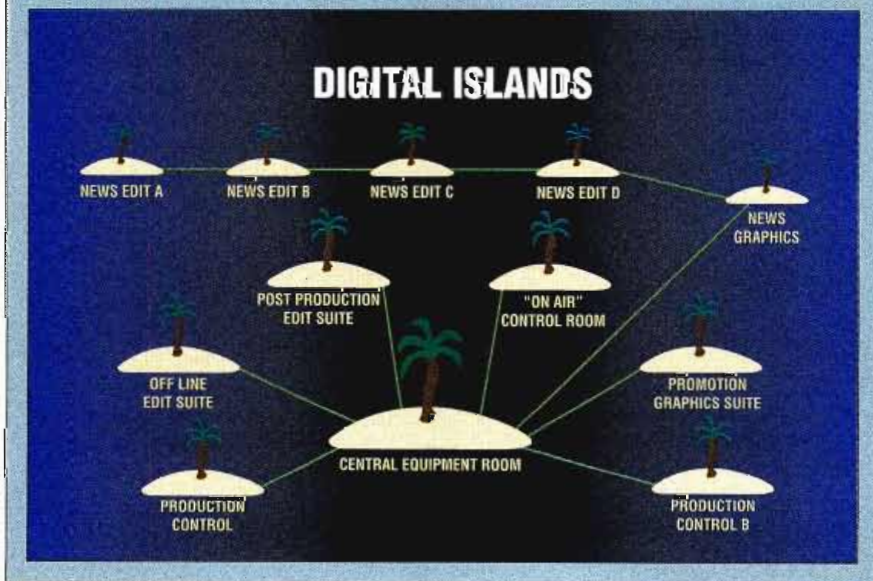 DIGITAL ISLANDS
NEWS EDIT A
NEWS EDIT B
NEWS EDIT C
NEWS EDIT D
NEWS
GRAPHICS
POST PRODUCTION
EDIT SUITE
"ON AIR"
CONTROL ROOM
OFF LINE
EDIT SUITE
PROMOTION
GRAPHICS SUITE
CENTRAL EQUIPMENT ROOM
PRODUCTION
CONTROL
PRODUCTION
CONTROL B